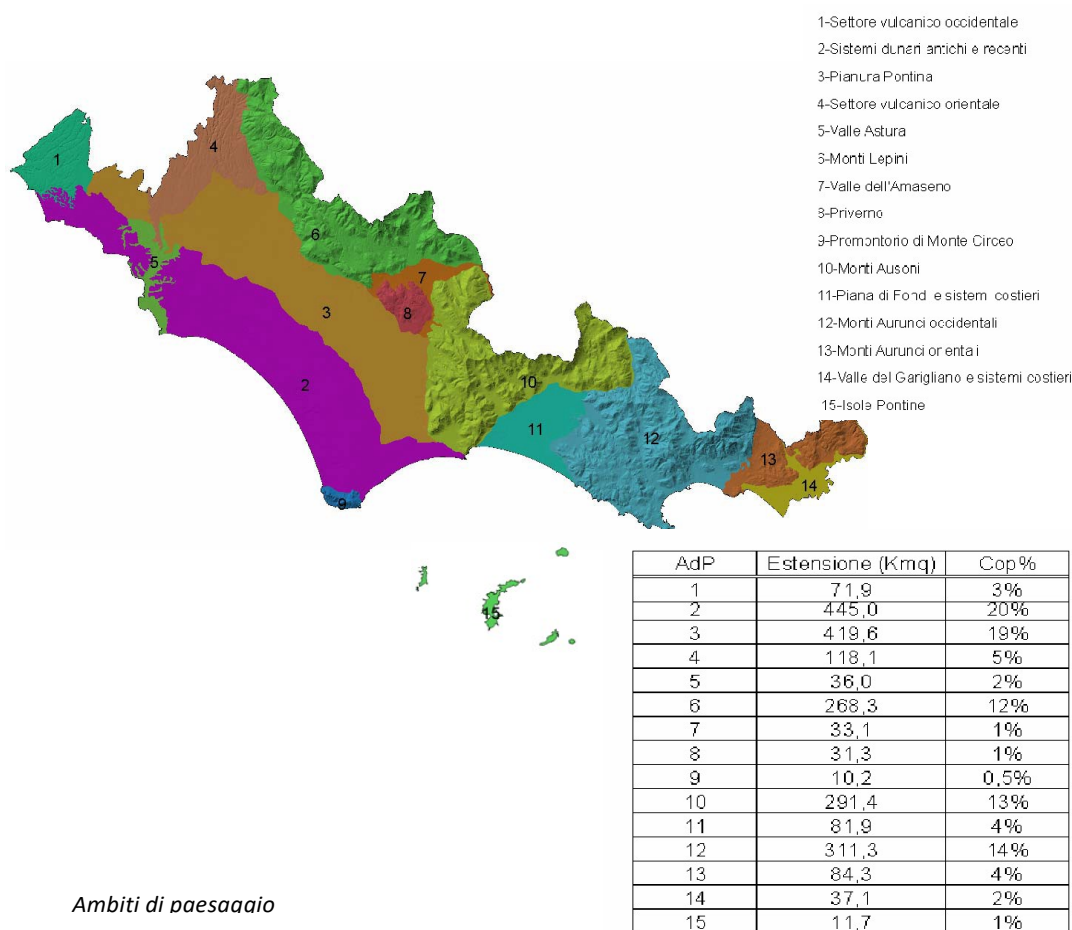 1-Settore vulcanico occidentale
2-Sistemi dunari antichi e recenti
3-Pianura Pontina
4-Settore vulcanico orientale
5-Valle Astura
6-Monti Lepini
7-Valle dell'Amaseno
8-Priverno
9-Promontorio di Monte Circeo
10-Monti Ausoni
11-Piana di Fondi e sistemi costieri
12-Monti Aurunci occidentali
13-Monti Aurunci orientali
14-Valle del Garigliano e sistemi costieri
15-Isole Pontine
1
4
6
5
7
8
3
2
10
11
12
13
14
9
15
AdP Estensione (Kmq) Cop%
1 71,9 3%
2 445,0 20%
3 419,6 19%
4 118,1 5%
5 36,0 2%
6 268,3 12%
7 33,1 1%
8 31,3 1%
9 10,2 0,5%
10 291,4 13%
11 81,9 4%
12 311,3 14%
13 84,3 4%
14 37,1 2%
15 11,7 1%
Ambiti di paesaggio